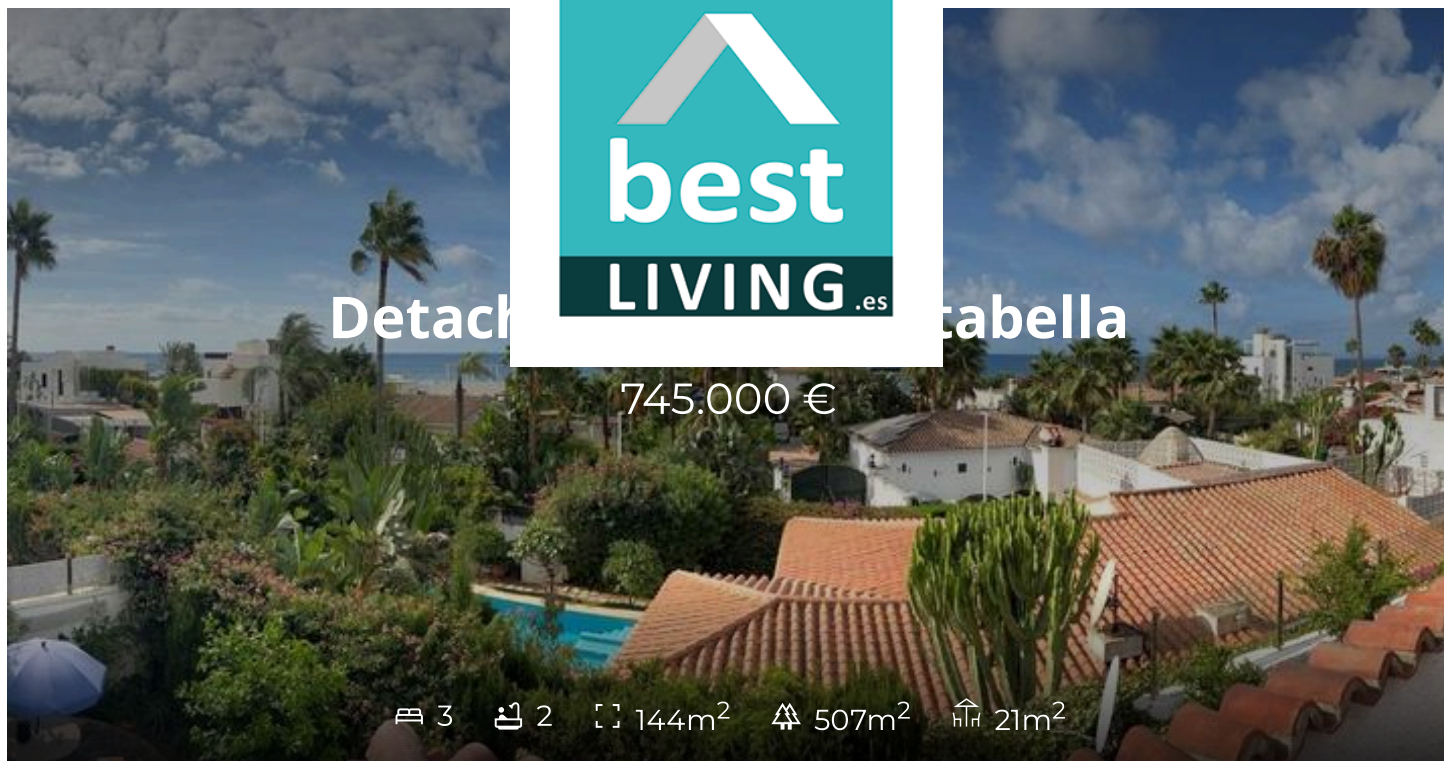 best
LIVING.es
Detach tabella
745.000 €
3 2 144m² 507m² 21m²